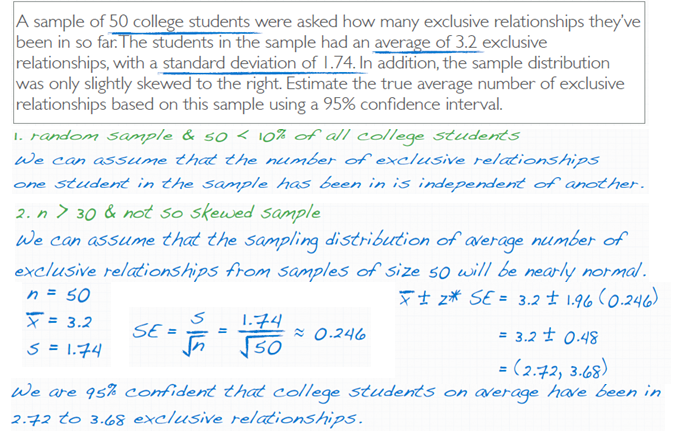 A sample of 50 college students were asked how many exclusive relationships they've
been in so far. The students in the sample had an average of 3.2 exclusive
relationships, with a standard deviation of 1.74. In addition, the sample distribution
was only slightly skewed to the right. Estimate the true average number of exclusive
relationships based on this sample using a 95% confidence interval.
1. random sample & 50 < 10% of all college students
We can assume that the number of exclusive relationships
one student in the sample has been in is independent of another.
2. n > 30 & not so skewed sample
We can assume that the sampling distribution of average number of
exclusive relationships from samples of size 50 will be nearly normal.
n = 50
x̄ = 3.2
s = 1.74
SE = s/√n = 1.74/√50 ≈ 0.246
x̄ ± z* SE = 3.2 ± 1.96 (0.246)
= 3.2 ± 0.48
= (2.72, 3.68)
We are 95% confident that college students on average have been in
2.72 to 3.68 exclusive relationships.